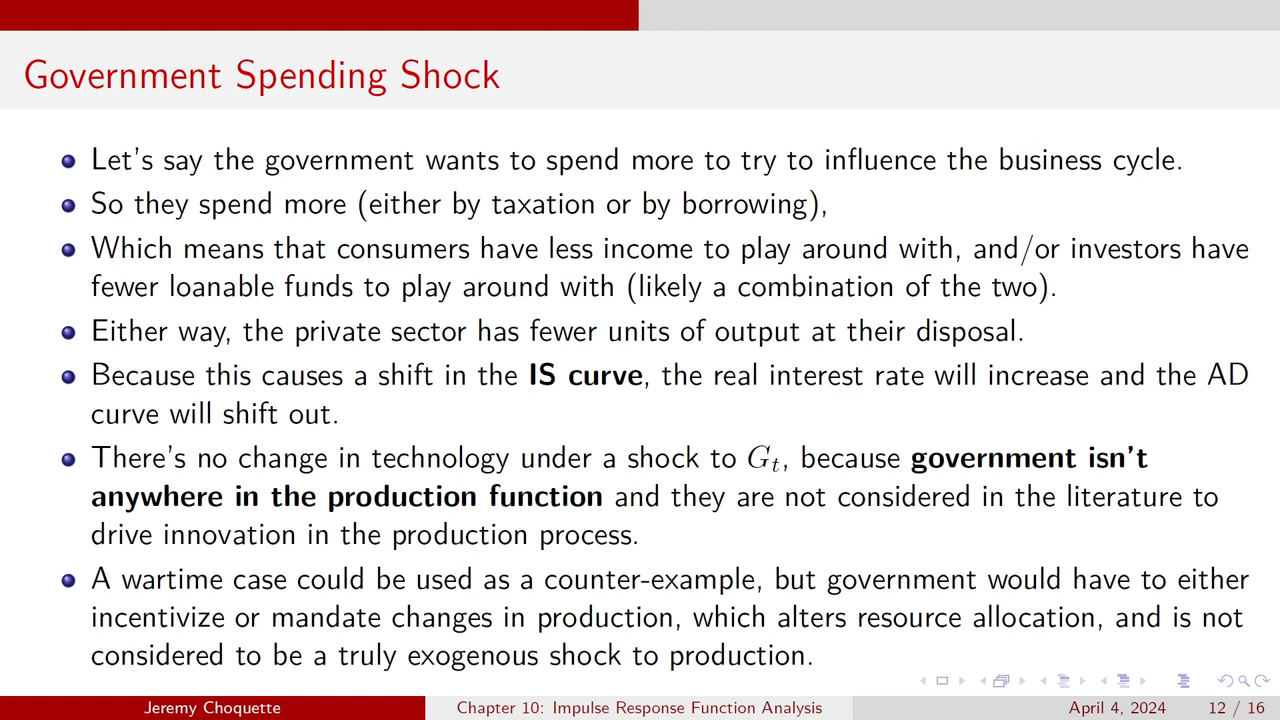 Government Spending Shock
Let's say the government wants to spend more to try to influence the business cycle.
So they spend more (either by taxation or by borrowing),
Which means that consumers have less income to play around with, and/or investors have
fewer loanable funds to play around with (likely a combination of the two).
Either way, the private sector has fewer units of output at their disposal.
Because this causes a shift in the IS curve, the real interest rate will increase and the AD
curve will shift out.
There's no change in technology under a shock to Gₜ, because government isn't
anywhere in the production function and they are not considered in the literature to
drive innovation in the production process.
A wartime case could be used as a counter-example, but government would have to either
incentivize or mandate changes in production, which alters resource allocation, and is not
considered to be a truly exogenous shock to production.
Jeremy Choquette Chapter 10: Impulse Response Function Analysis April 4, 2024 12 / 16